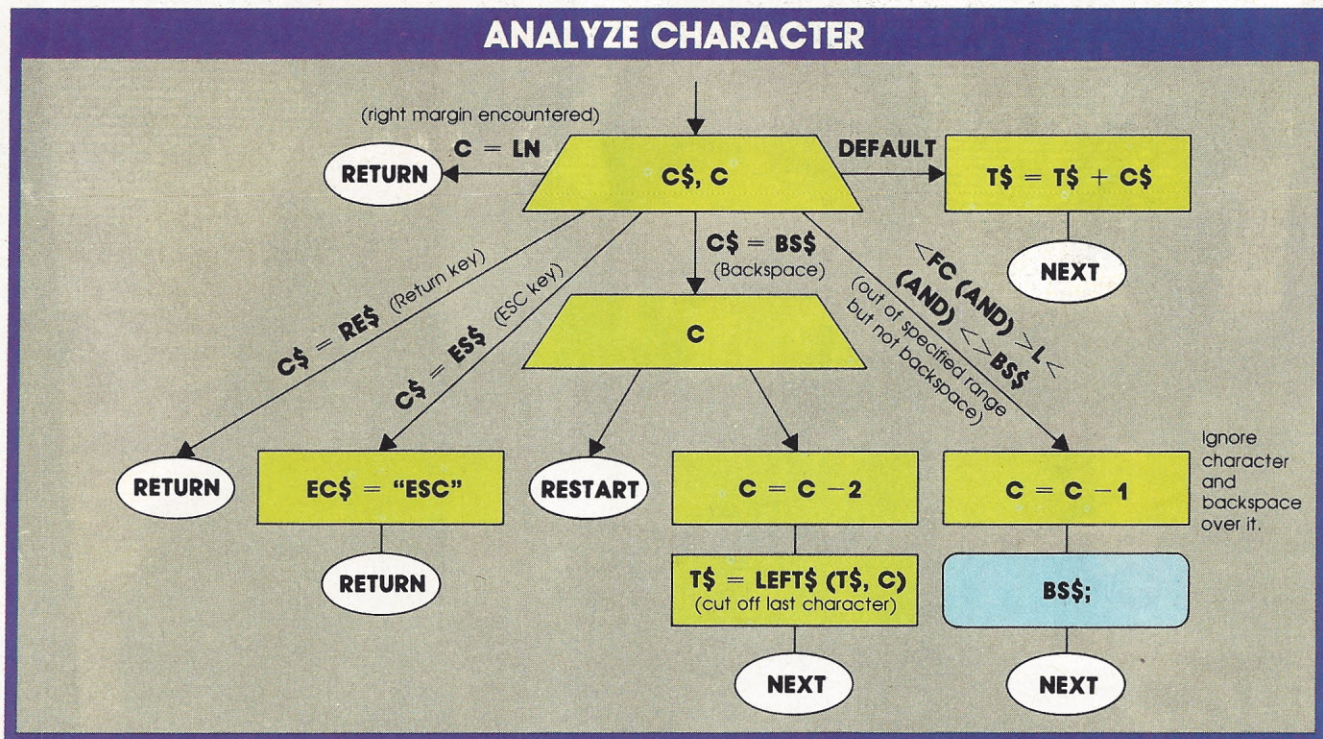 ANALYZE CHARACTER
(right margin encountered)
C = LN
RETURN
C$, C
DEFAULT
T$ = T$ + C$
NEXT
C$ = RE$ (Return key)
C$ = ES$ (ESC key)
C$ = BS$
(Backspace)
<FC (AND) >L<
(AND) <>BS$
(out of specified range
but not backspace)
C
RETURN
EC$ = “ESC”
RETURN
RESTART
C = C −2
T$ = LEFT$ (T$, C)
(cut off last character)
NEXT
C = C −1
Ignore
character
and
backspace
over it.
BS$;
NEXT